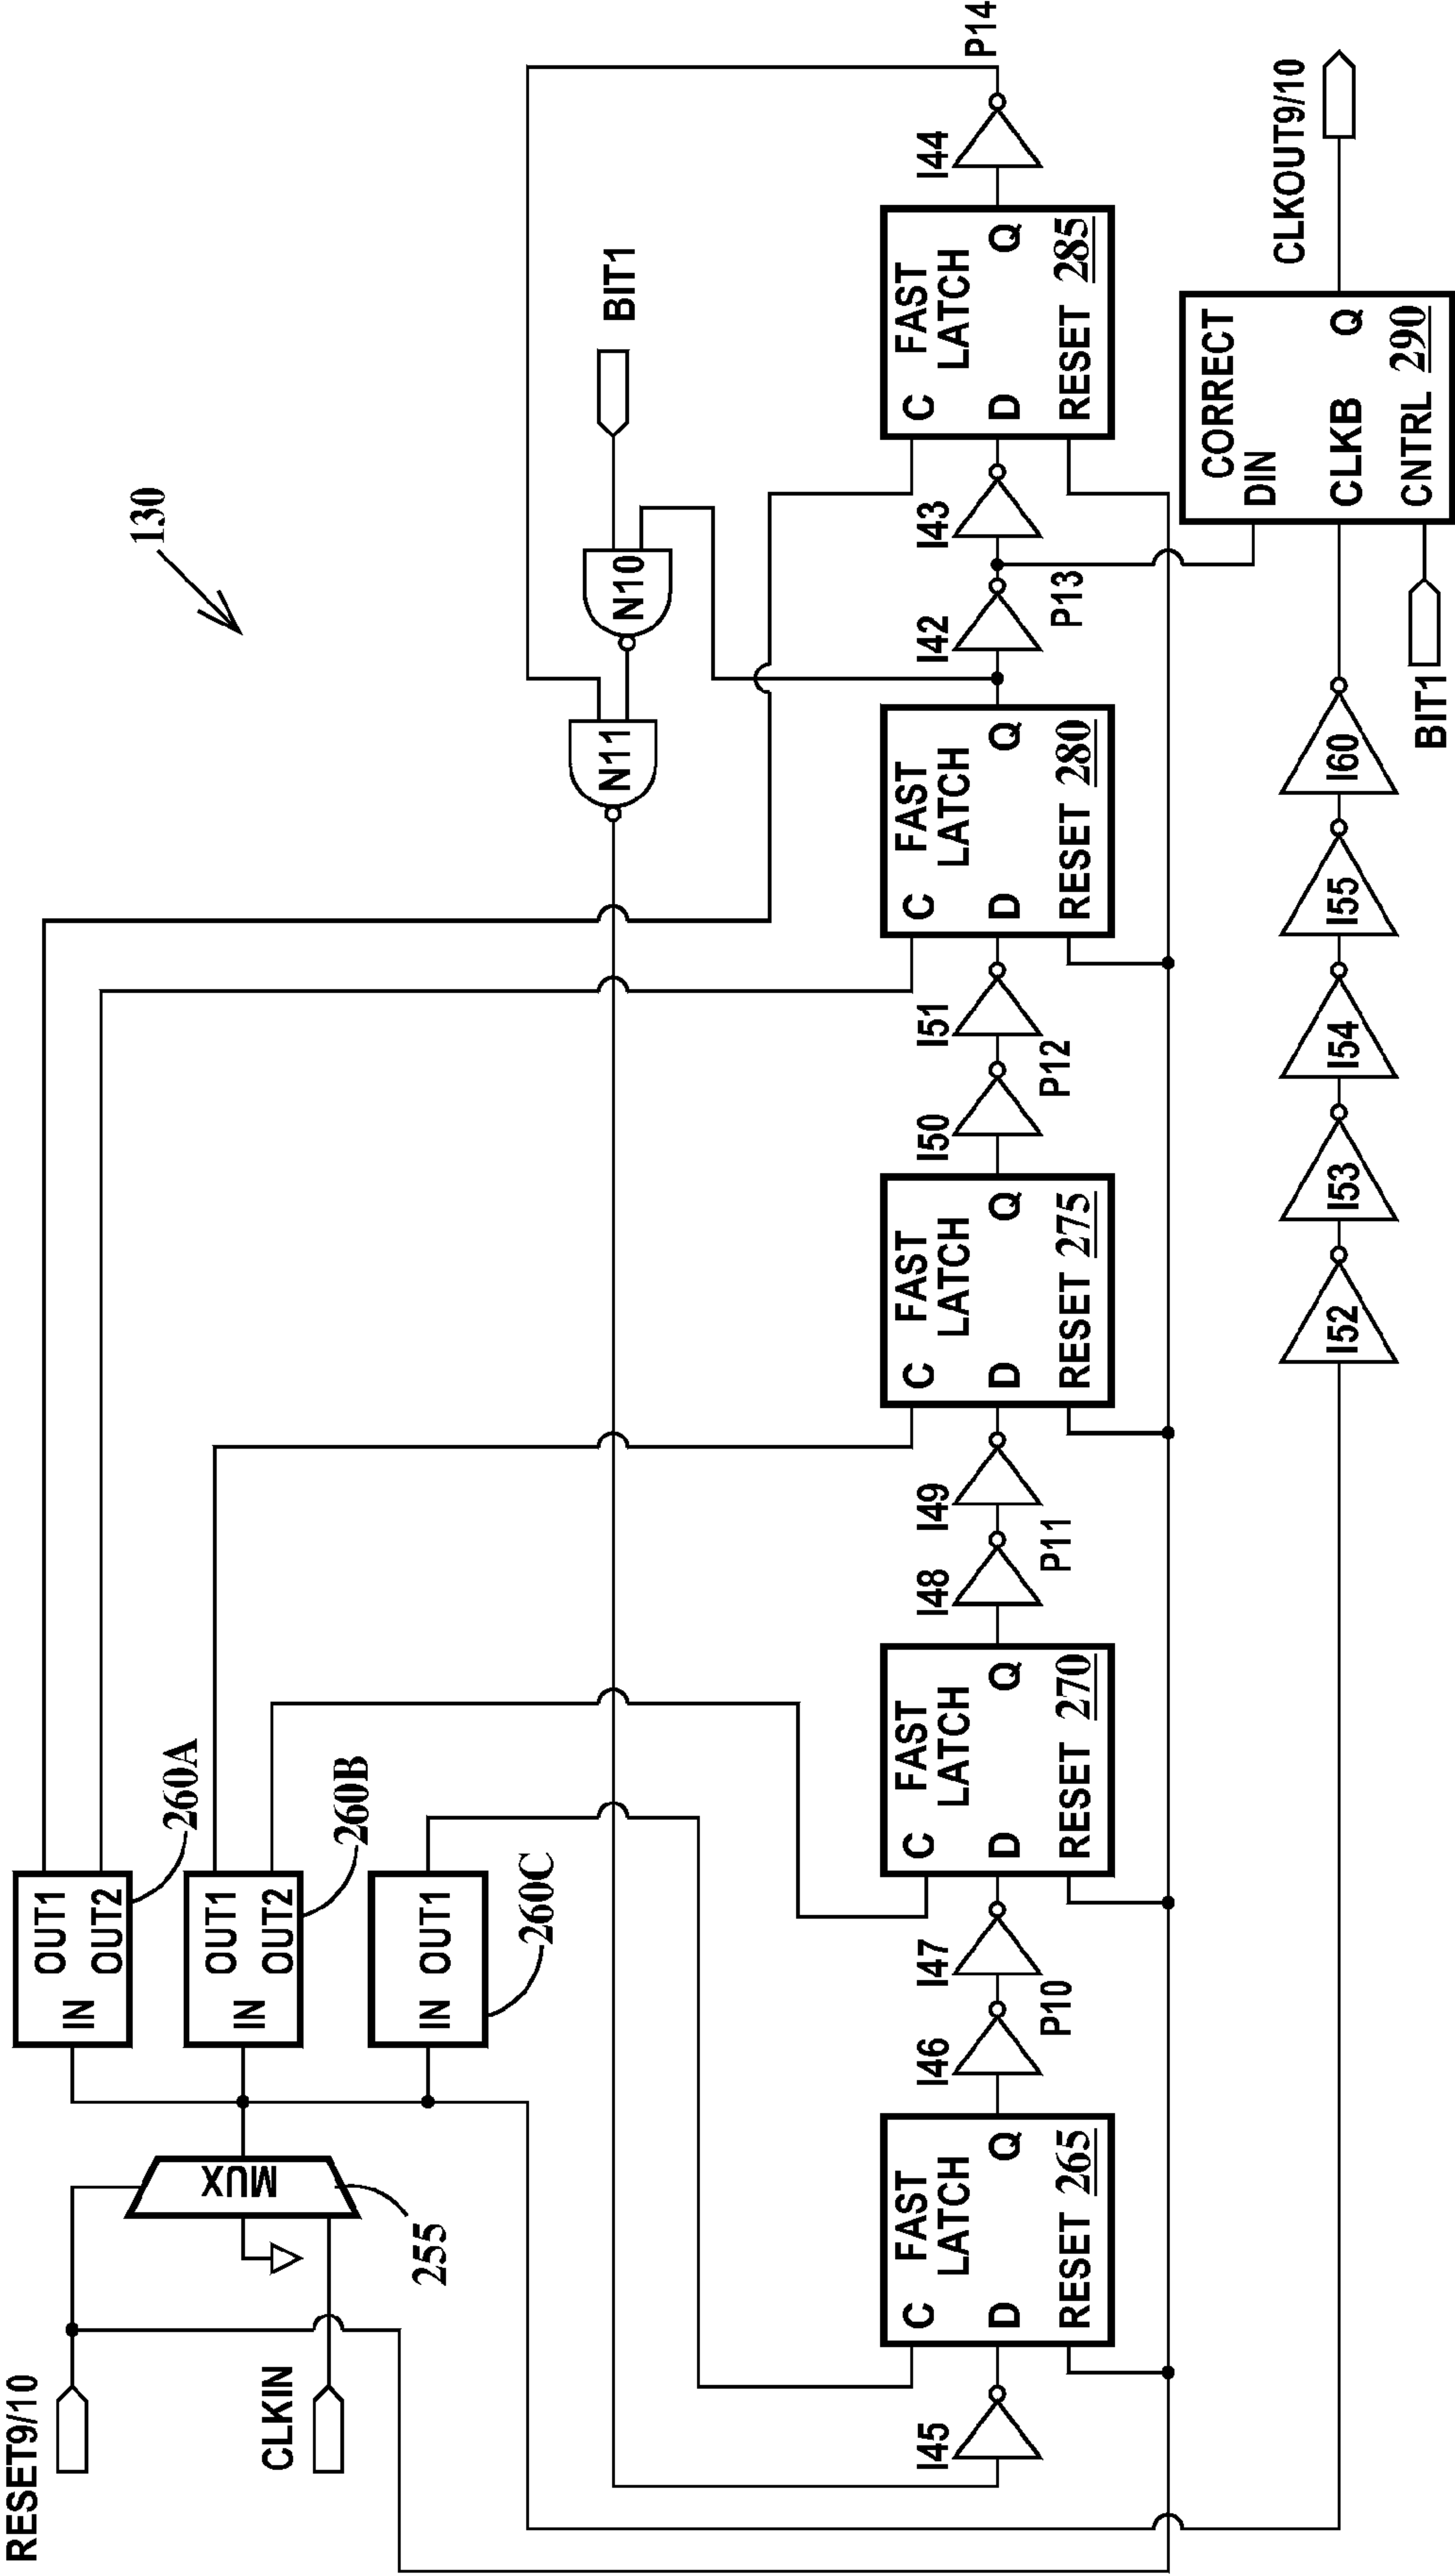 130
RESET9/10
CLKIN
MUX
255
IN
OUT1
OUT2
260A
IN
OUT1
OUT2
260B
IN OUT1
260C
BIT1
N10
N11
I45
C
D
FAST
LATCH
Q
RESET 265
I46
P10
I47
C
D
FAST
LATCH
Q
RESET 270
I48
P11
I49
C
D
FAST
LATCH
Q
RESET 275
I50
P12
I51
C
D
FAST
LATCH
Q
RESET 280
I42
P13
I43
C
D
FAST
LATCH
Q
RESET 285
I44
P14
I52
I53
I54
I55
I60
BIT1
CORRECT
DIN
CLKB Q
CNTRL 290
CLKOUT9/10